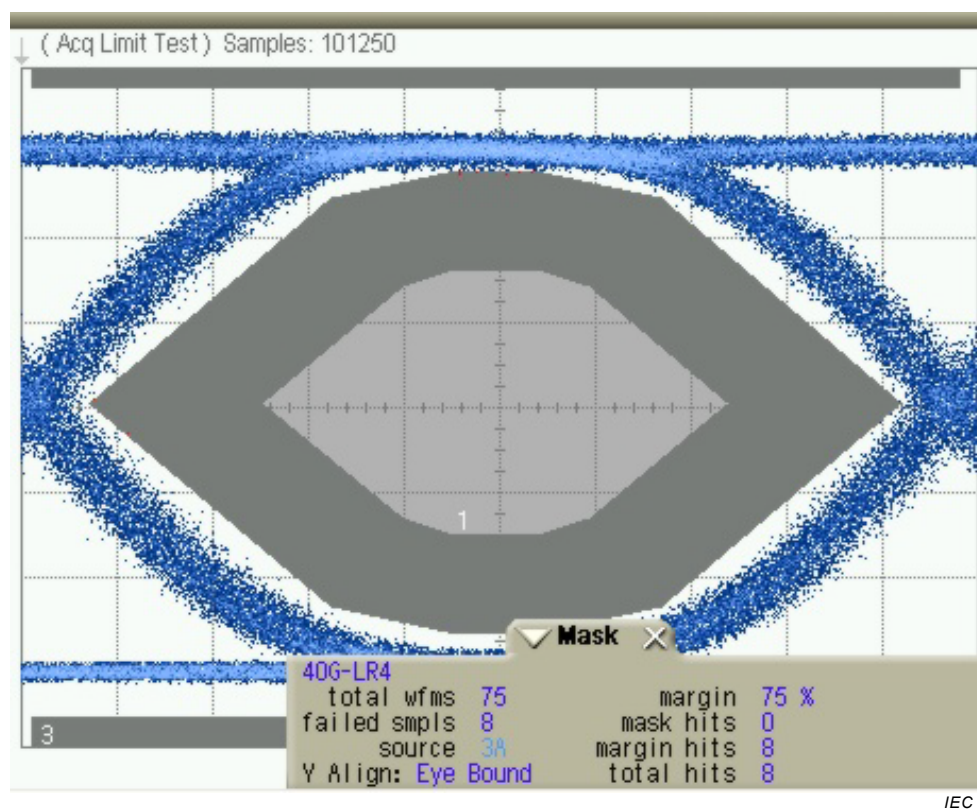 ( Acq Limit Test ) Samples: 101250
1
Mask
40G-LR4
total wfms 75 margin 75 %
failed smpls 8 mask hits 0
3
source 3A margin hits 8
Y Align: Eye Bound total hits 8
IEC